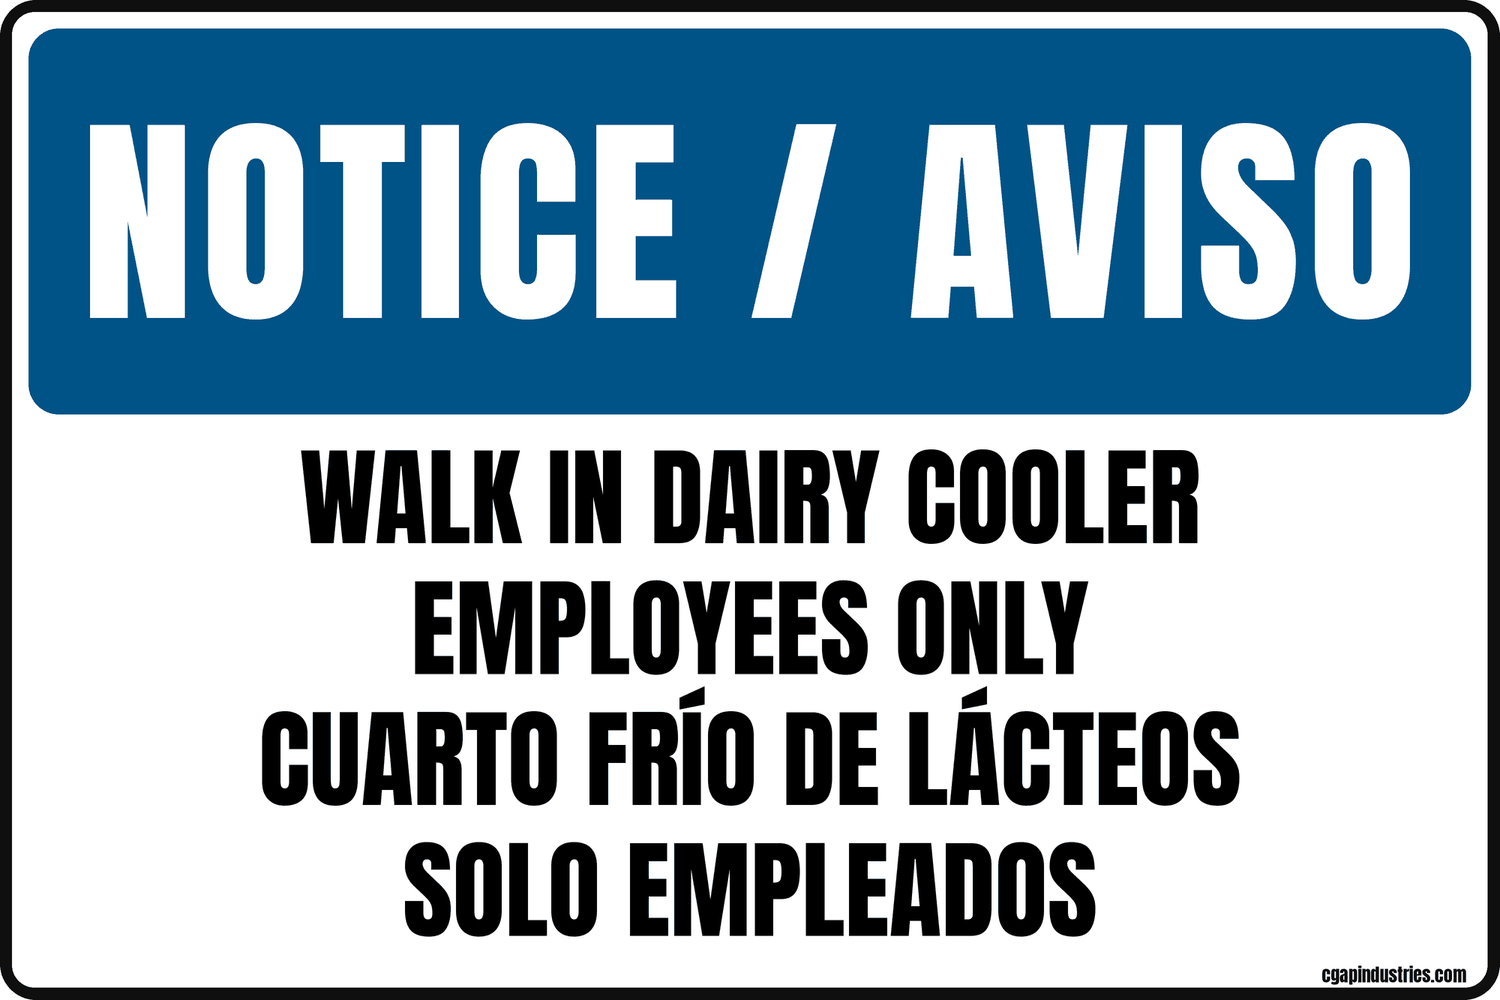 NOTICE / AVISO
WALK IN DAIRY COOLER
EMPLOYEES ONLY
CUARTO FRÍO DE LÁCTEOS
SOLO EMPLEADOS
cgapindustries.com